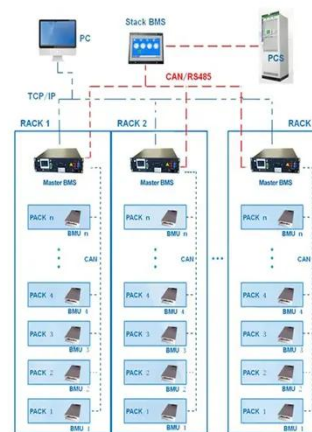 PC
Stack BMS
PCS
CAN/RS485
TCP/IP
RACK 1
RACK 2
RACK
Master BMS
Master BMS
Master BMS
PACK n
BMU n
PACK n
BMU n
PACK n
BMU n
CAN
CAN
CAN
PACK 4
BMU 4
PACK 4
BMU 4
PACK 4
BMU 4
PACK 3
BMU 3
PACK 3
BMU 3
PACK 3
BMU 3
PACK 2
BMU 2
PACK 2
BMU 2
PACK 2
BMU 2
PACK 1
BMU 1
PACK 1
BMU 1
PACK 1
BMU 1